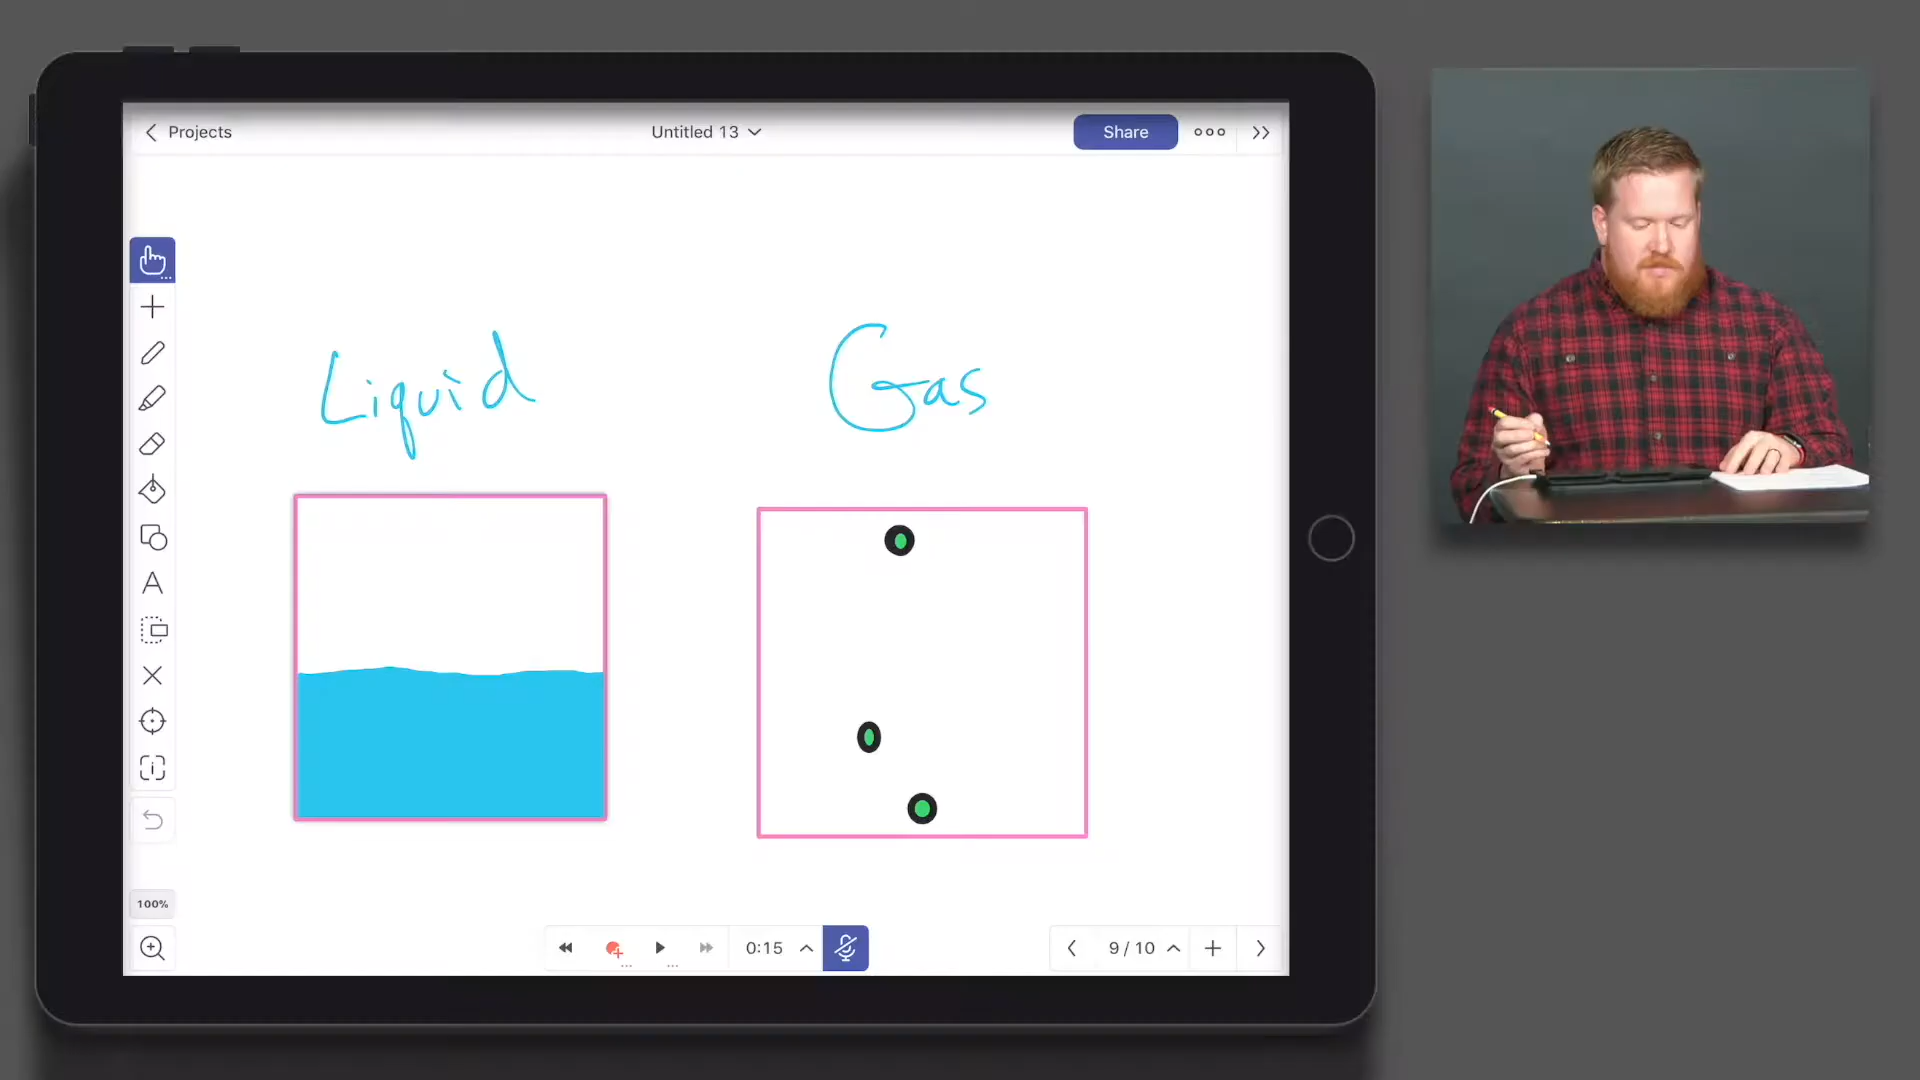 Projects
Untitled 13
Share
Liquid
Gas
A
100%
0:15
9 / 10